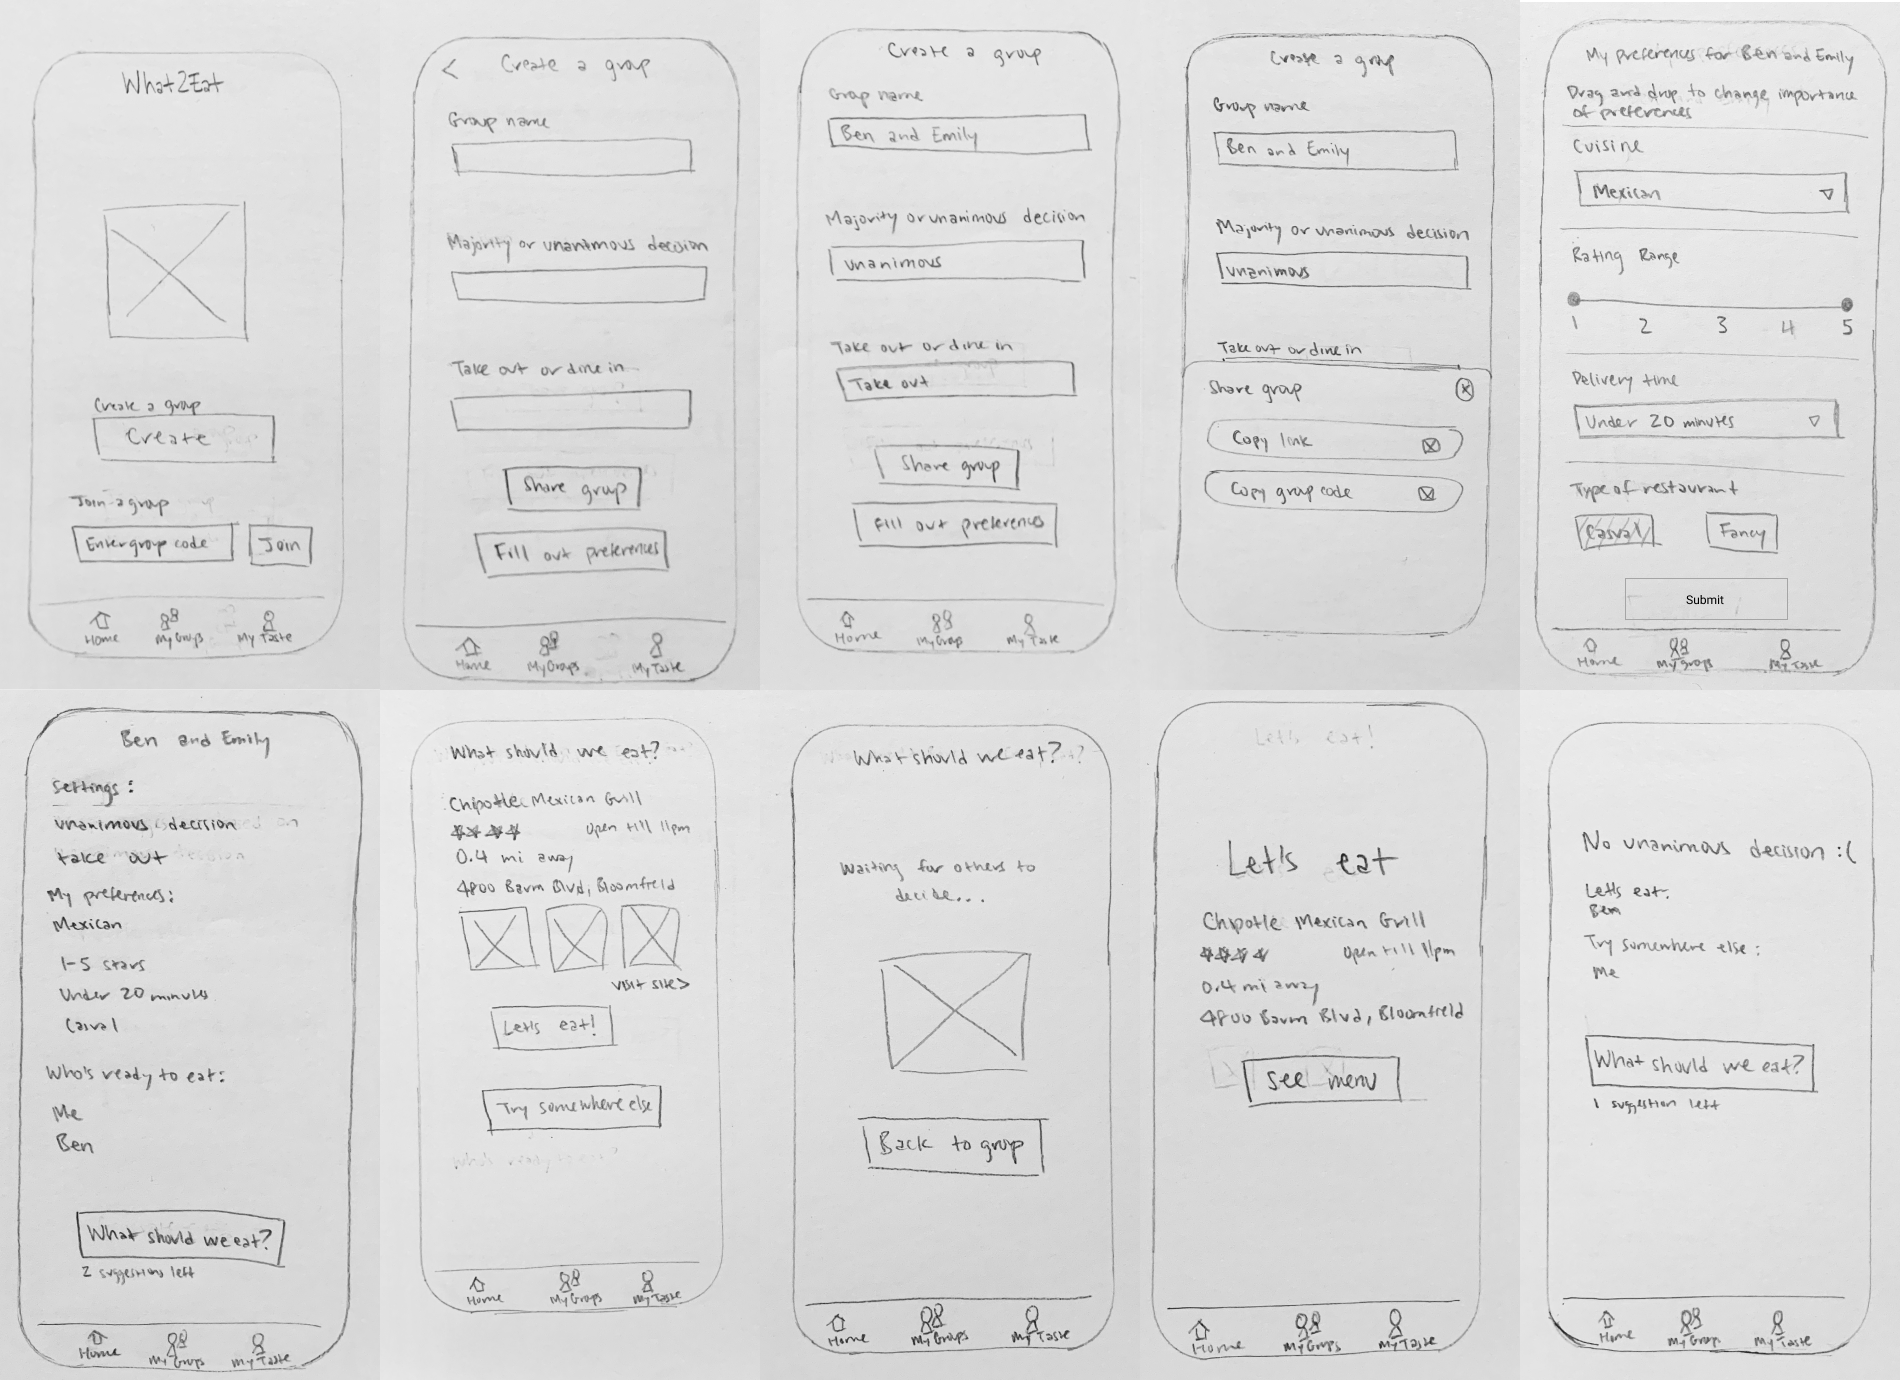 What2Eat
Create a group
Create
Join a group
Enter group code
Join
Home
My Groups
My Taste
<
Create a group
Group name
Majority or unanimous decision
Take out or dine in
Share group
Fill out preferences
Home
My Groups
My Taste
Create a group
Group name
Ben and Emily
Majority or unanimous decision
unanimous
Take out or dine in
Take out
Share group
Fill out preferences
Home
My Group
My Taste
Create a group
Group name
Ben and Emily
Majority or unanimous decision
unanimous
Take out or dine in
Share group
Copy link
Copy group code
My preferences for Ben and Emily
Drag and drop to change importance
of preferences
Cuisine
Mexican
Rating Range
1 2 3 4 5
Delivery time
Under 20 minutes
Type of restaurant
Casual
Fancy
Submit
Home
My groups
My Taste
Ben and Emily
Settings:
unanimous decision
take out
My preferences:
Mexican
1-5 stars
Under 20 minutes
Casual
Who's ready to eat:
Me
Ben
What should we eat?
2 suggestions left
Home
My Groups
My Taste
What should we eat?
Chipotle Mexican Grill
Open till 11pm
0.4 mi away
4800 Baum Blvd, Bloomfield
visit site>
Let's eat!
Try somewhere else
Home
My Groups
My Taste
What should we eat?
Waiting for others to
decide...
Back to group
Home
My Groups
My Taste
Let's eat!
Let's eat
Chipotle Mexican Grill
Open till 11pm
0.4 mi away
4800 Baum Blvd, Bloomfield
see menu
Home
My Groups
My Taste
No unanimous decision :(
Let's eat:
Ben
Try somewhere else:
Me
What should we eat?
1 suggestion left
Home
My Groups
My Taste